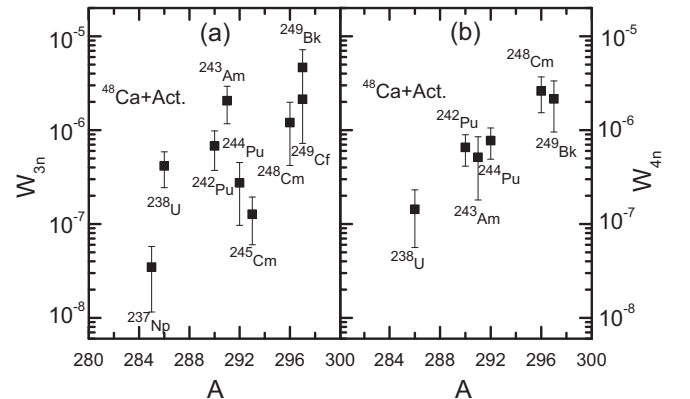 (a)
(b)
10⁻⁵
10⁻⁶
10⁻⁷
10⁻⁸
W₃ₙ
⁴⁸Ca+Act.
²⁴³Am
²⁴⁹Bk
²³⁸U
²⁴⁴Pu
²⁴²Pu
²⁴⁸Cm
²⁴⁹Cf
²⁴⁵Cm
²³⁷Np
⁴⁸Ca+Act.
²⁴⁸Cm
²⁴²Pu
²⁴⁹Bk
²⁴⁴Pu
²⁴³Am
²³⁸U
10⁻⁵
10⁻⁶
10⁻⁷
10⁻⁸
W₄ₙ
280 284 288 292 296 300 284 288 292 296 300
A A